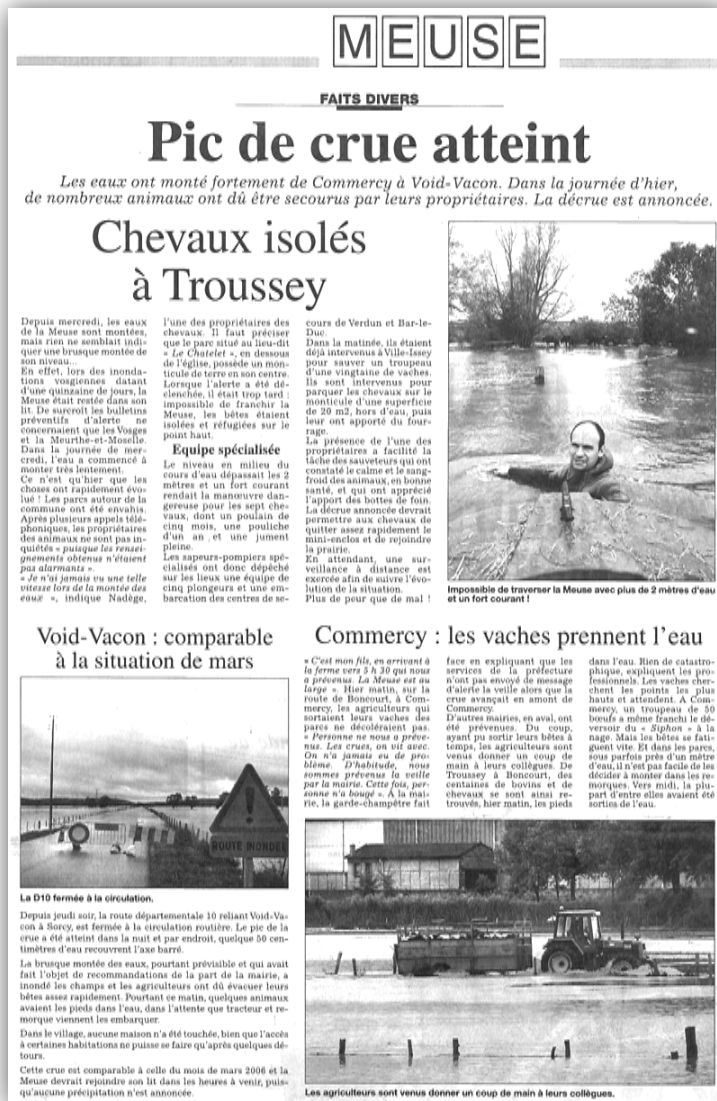 MEUSE
FAITS DIVERS
Pic de crue atteint
Les eaux ont monté fortement de Commercy à Void-Vacon. Dans la journée d'hier,
de nombreux animaux ont dû être secourus par leurs propriétaires. La décrue est annoncée.
Chevaux isolés
à Troussey
Depuis mercredi, les eaux
de la Meuse sont montées,
mais rien ne semblait indi-
quer une brusque montée de
son niveau...
En effet, lors des inonda-
tions vosgiennes datant
d'une quinzaine de jours, la
Meuse était restée dans son
lit. De surcroît les bulletins
préventifs d'alerte ne
concernaient que les Vosges
et la Meurthe-et-Moselle.
Dans la journée de mer-
credi, l'eau a commencé à
monter très lentement.
Ce n'est qu'hier que les
choses ont rapidement évo-
lué ! Les parcs autour de la
commune ont été envahis.
Après plusieurs appels télé-
phoniques, les propriétaires
des animaux ne sont pas in-
quiétés « puisque les rensei-
gnements obtenus n'étaient
pas alarmants ».
« Je n'ai jamais vu une telle
vitesse lors de la montée des
eaux », indique Nadège,
l'une des propriétaires des
chevaux. Il faut préciser
que le parc situé au lieu-dit
« Le Chatelet », en dessous
de l'église, possède un mon-
ticule de terre en son centre.
Lorsque l'alerte a été dé-
clenchée, il était trop tard :
impossible de franchir la
Meuse, les bêtes étaient
isolées et réfugiées sur le
point haut.
Equipe spécialisée
Le niveau en milieu du
cours d'eau dépassait les 2
mètres et un fort courant
rendait la manœuvre dan-
gereuse pour les sept che-
vaux, dont un poulain de
cinq mois, une pouliche
d'un an et une jument
pleine.
Les sapeurs-pompiers spé-
cialisés ont donc dépêché
sur les lieux une équipe de
cinq plongeurs et une em-
barcation des centres de se-
cours de Verdun et Bar-le-
Duc.
Dans la matinée, ils étaient
déjà intervenus à Ville-Issey
pour sauver un troupeau
d'une vingtaine de vaches.
Ils sont intervenus pour
parquer les chevaux sur le
monticule d'une superficie
de 20 m2, hors d'eau, puis
leur ont apporté du four-
rage.
La présence de l'une des
propriétaires a facilité la
tâche des sauveteurs qui ont
constaté le calme et le sang-
froid des animaux, en bonne
santé, et qui ont apprécié
l'apport des bottes de foin.
La décrue annoncée devrait
permettre aux chevaux de
quitter assez rapidement le
mini-enclos et de rejoindre
la prairie.
En attendant, une sur-
veillance à distance est
exercée afin de suivre l'évo-
lution de la situation.
Plus de peur que de mal !
Impossible de traverser la Meuse avec plus de 2 mètres d'eau
et un fort courant !
Void-Vacon : comparable
à la situation de mars
ROUTE INONDEE
La D10 fermée à la circulation.
Depuis jeudi soir, la route départementale 10 reliant Void-Va-
con à Sorcy, est fermée à la circulation routière. Le pic de la
crue a été atteint dans la nuit et par endroit, quelque 50 cen-
timètres d'eau recouvrent l'axe barré.
La brusque montée des eaux, pourtant prévisible et qui avait
fait l'objet de recommandations de la part de la mairie, a
inondé les champs et les agriculteurs ont dû évacuer leurs
bêtes assez rapidement. Pourtant ce matin, quelques animaux
avaient les pieds dans l'eau, dans l'attente que tracteur et re-
morque viennent les embarquer.
Dans le village, aucune maison n'a été touchée, bien que l'accès
à certaines habitations ne puisse se faire qu'après quelques dé-
tours.
Cette crue est comparable à celle du mois de mars 2006 et la
Meuse devrait rejoindre son lit dans les heures à venir, puis-
qu'aucune précipitation n'est annoncée.
Commercy : les vaches prennent l'eau
« C'est mon fils, en arrivant à
la ferme vers 5 h 30 qui nous
a prévenus. La Meuse est au
large ». Hier matin, sur la
route de Boncourt, à Com-
mercy, les agriculteurs qui
sortaient leurs vaches des
parcs ne décoléraient pas.
« Personne ne nous a préve-
nus. Les crues, on vit avec.
On n'a jamais eu de pro-
blème. D'habitude, nous
sommes prévenus la veille
par la mairie. Cette fois, per-
sonne n'a bougé ». A la mai-
rie, la garde-champêtre fait
face en expliquant que les
services de la préfecture
n'ont pas envoyé de message
d'alerte la veille alors que la
crue avançait en amont de
Commercy.
D'autres mairies, en aval, ont
été prévenues. Du coup,
ayant pu sortir leurs bêtes à
temps, les agriculteurs sont
venus donner un coup de
main à leurs collègues. De
Troussey à Boncourt, des
centaines de bovins et de
chevaux se sont ainsi re-
trouvés, hier matin, les pieds
dans l'eau. Rien de catastro-
phique, expliquent les pro-
fessionnels. Les vaches cher-
chent les points les plus
hauts et attendent. A Com-
mercy, un troupeau de 50
bœufs a même franchi le dé-
versoir du « Siphon » à la
nage. Mais les bêtes se fati-
guent vite. Et dans les parcs,
sous parfois près d'un mètre
d'eau, il n'est pas facile de les
décider à monter dans les re-
morques. Vers midi, la plu-
part d'entre elles avaient été
sorties de l'eau.
Les agriculteurs sont venus donner un coup de main à leurs collègues.